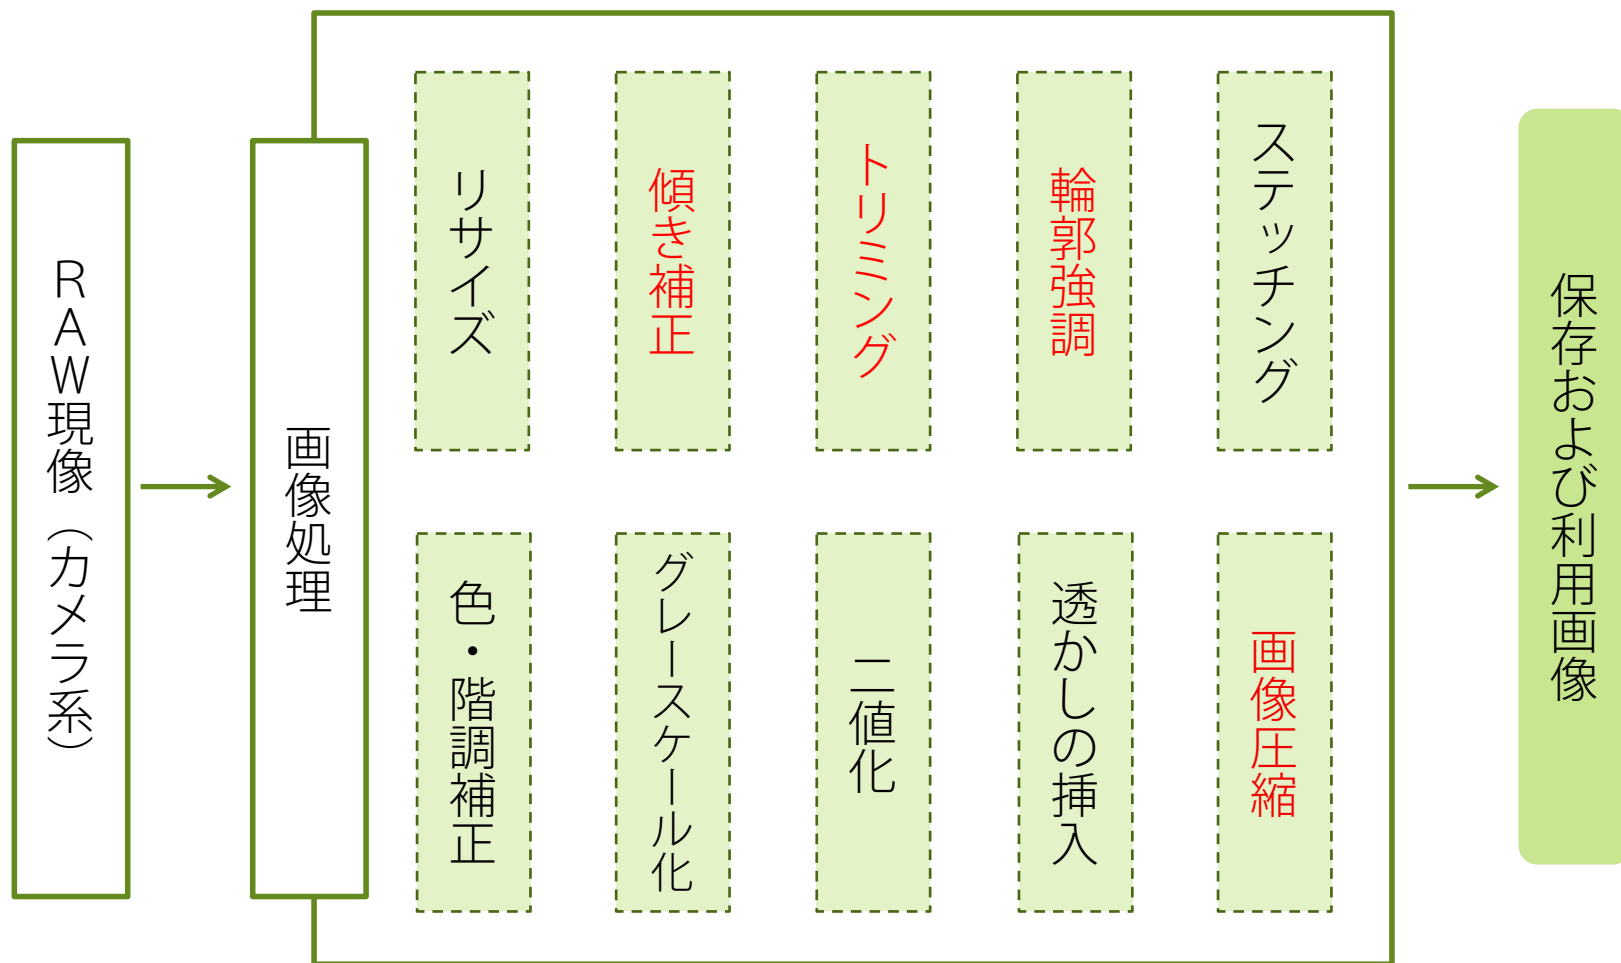 RAW現像（カメラ系）
画像処理
リサイズ
傾き補正
トリミング
輪郭強調
ステッチング
色・階調補正
グレースケール化
二値化
透かしの挿入
画像圧縮
保存および利用画像